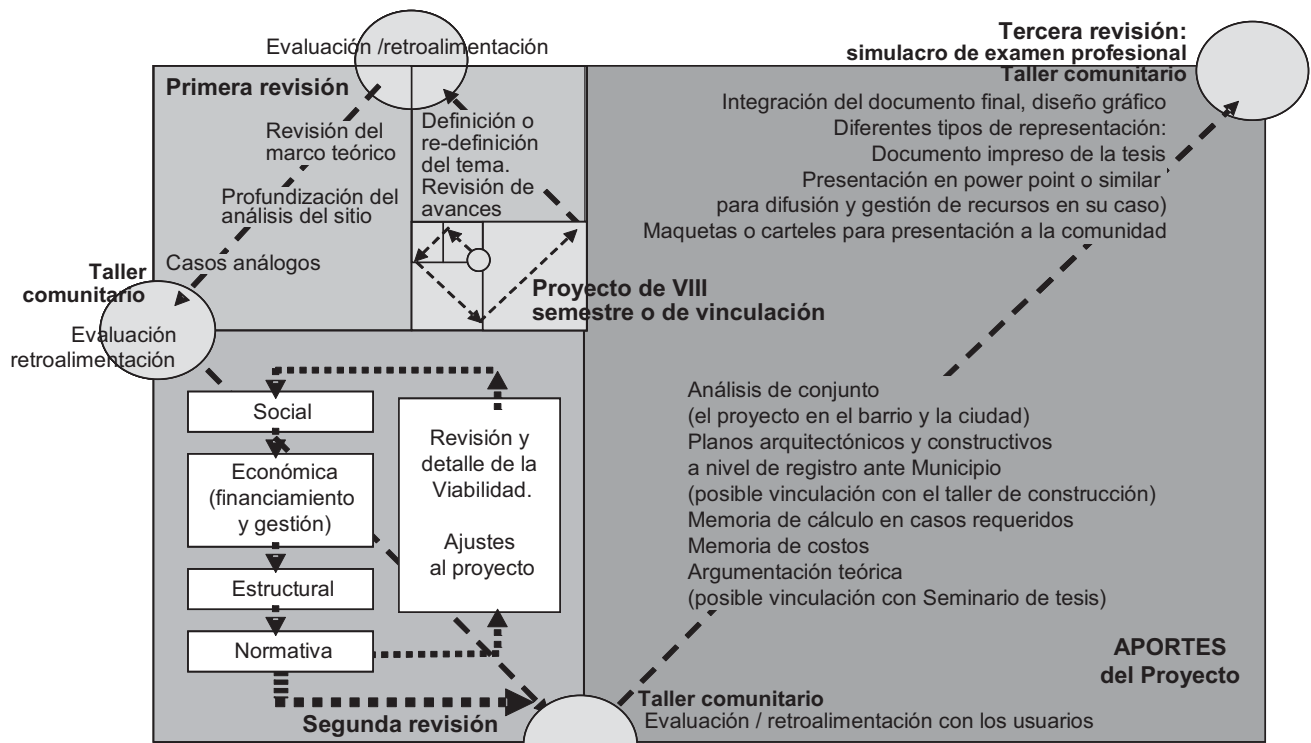 Evaluación /retroalimentación
Primera revisión
Revisión del
marco teórico
Profundización del
análisis del sitio
Casos análogos
Definición o
re-definición
del tema.
Revisión de
avances
Taller
comunitario
Evaluación
retroalimentación
Proyecto de VIII
semestre o de vinculación
Tercera revisión:
simulacro de examen profesional
Taller comunitario
Integración del documento final, diseño gráfico
Diferentes tipos de representación:
Documento impreso de la tesis
Presentación en power point o similar
para difusión y gestión de recursos en su caso)
Maquetas o carteles para presentación a la comunidad
Social
Económica
(financiamiento
y gestión)
Estructural
Normativa
Revisión y
detalle de la
Viabilidad.
Ajustes
al proyecto
Segunda revisión
Análisis de conjunto
(el proyecto en el barrio y la ciudad)
Planos arquitectónicos y constructivos
a nivel de registro ante Municipio
(posible vinculación con el taller de construcción)
Memoria de cálculo en casos requeridos
Memoria de costos
Argumentación teórica
(posible vinculación con Seminario de tesis)
APORTES
del Proyecto
Taller comunitario
Evaluación / retroalimentación con los usuarios